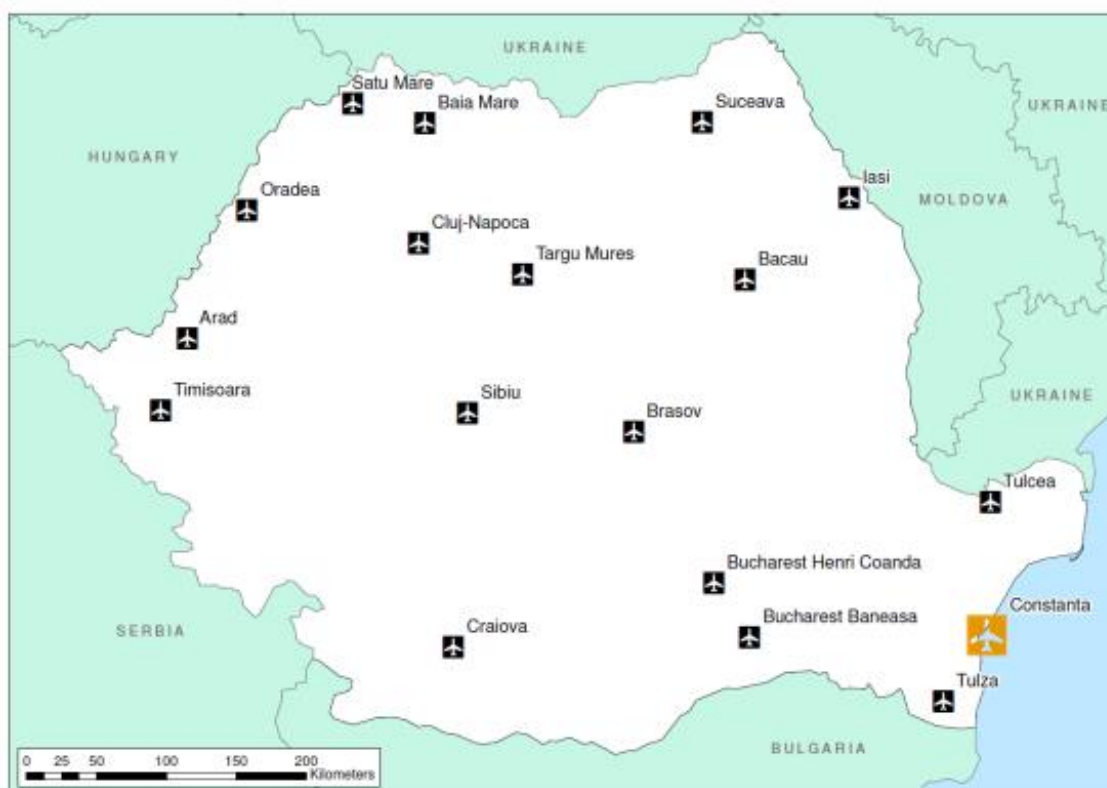 UKRAINE
Satu Mare
Baia Mare
Suceava
UKRAINE
HUNGARY
Iasi
Oradea
MOLDOVA
Cluj-Napoca
Targu Mures
Bacau
Arad
Timisoara
Sibiu
UKRAINE
Brasov
Tulcea
Bucharest Henri Coanda
Constanta
Bucharest Baneasa
Craiova
SERBIA
Tulza
BULGARIA
0 25 50 100 150 200
Kilometers